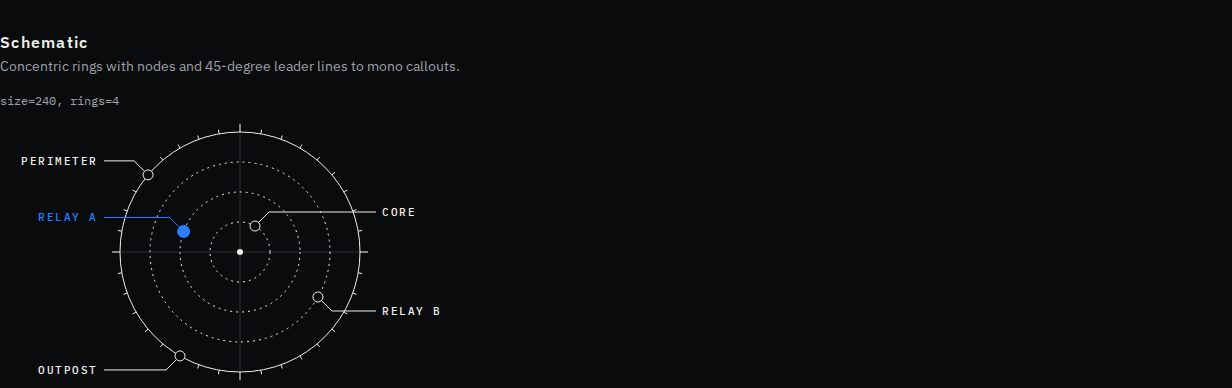 Schematic
Concentric rings with nodes and 45-degree leader lines to mono callouts.
size=240, rings=4
PERIMETER
RELAY A
CORE
RELAY B
OUTPOST